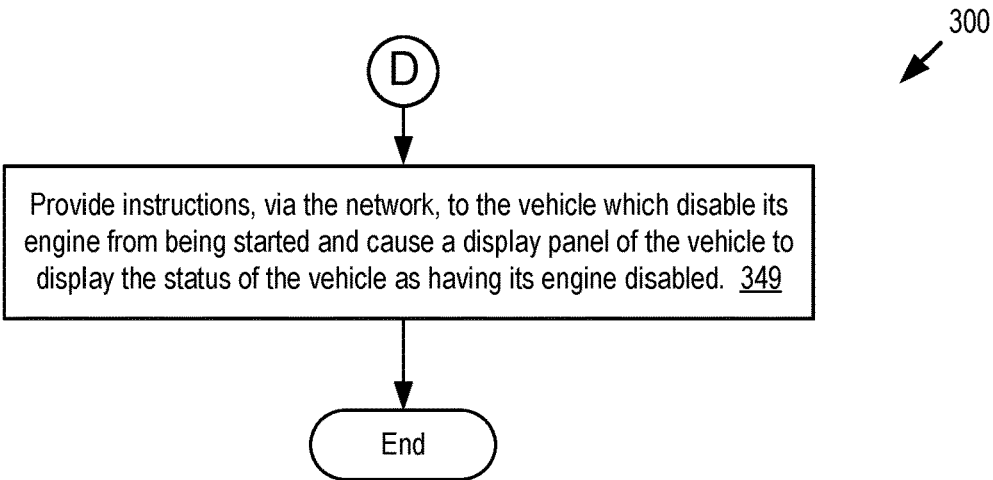 300
D
Provide instructions, via the network, to the vehicle which disable its
engine from being started and cause a display panel of the vehicle to
display the status of the vehicle as having its engine disabled. 349
End